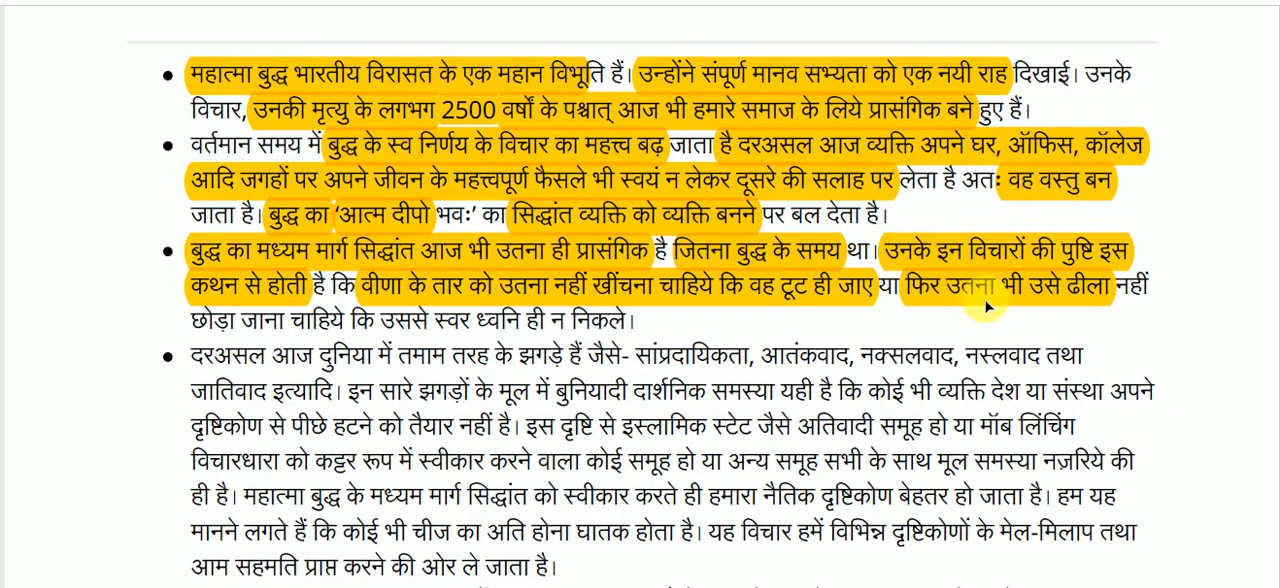 महात्मा बुद्ध भारतीय विरासत के एक महान विभूति हैं। उन्होंने संपूर्ण मानव सभ्यता को एक नयी राह दिखाई। उनके
विचार, उनकी मृत्यु के लगभग 2500 वर्षों के पश्चात् आज भी हमारे समाज के लिये प्रासंगिक बने हुए हैं।
वर्तमान समय में बुद्ध के स्व निर्णय के विचार का महत्त्व बढ़ जाता है दरअसल आज व्यक्ति अपने घर, ऑफिस, कॉलेज
आदि जगहों पर अपने जीवन के महत्त्वपूर्ण फैसले भी स्वयं न लेकर दूसरे की सलाह पर लेता है अतः वह वस्तु बन
जाता है। बुद्ध का ‘आत्म दीपो भवः’ का सिद्धांत व्यक्ति को व्यक्ति बनने पर बल देता है।
बुद्ध का मध्यम मार्ग सिद्धांत आज भी उतना ही प्रासंगिक है जितना बुद्ध के समय था। उनके इन विचारों की पुष्टि इस
कथन से होती है कि वीणा के तार को उतना नहीं खींचना चाहिये कि वह टूट ही जाए या फिर उतना भी उसे ढीला नहीं
छोड़ा जाना चाहिये कि उससे स्वर ध्वनि ही न निकले।
दरअसल आज दुनिया में तमाम तरह के झगड़े हैं जैसे- सांप्रदायिकता, आतंकवाद, नक्सलवाद, नस्लवाद तथा
जातिवाद इत्यादि। इन सारे झगड़ों के मूल में बुनियादी दार्शनिक समस्या यही है कि कोई भी व्यक्ति देश या संस्था अपने
दृष्टिकोण से पीछे हटने को तैयार नहीं है। इस दृष्टि से इस्लामिक स्टेट जैसे अतिवादी समूह हो या मॉब लिंचिंग
विचारधारा को कट्टर रूप में स्वीकार करने वाला कोई समूह हो या अन्य समूह सभी के साथ मूल समस्या नज़रिये की
ही है। महात्मा बुद्ध के मध्यम मार्ग सिद्धांत को स्वीकार करते ही हमारा नैतिक दृष्टिकोण बेहतर हो जाता है। हम यह
मानने लगते हैं कि कोई भी चीज का अति होना घातक होता है। यह विचार हमें विभिन्न दृष्टिकोणों के मेल-मिलाप तथा
आम सहमति प्राप्त करने की ओर ले जाता है।